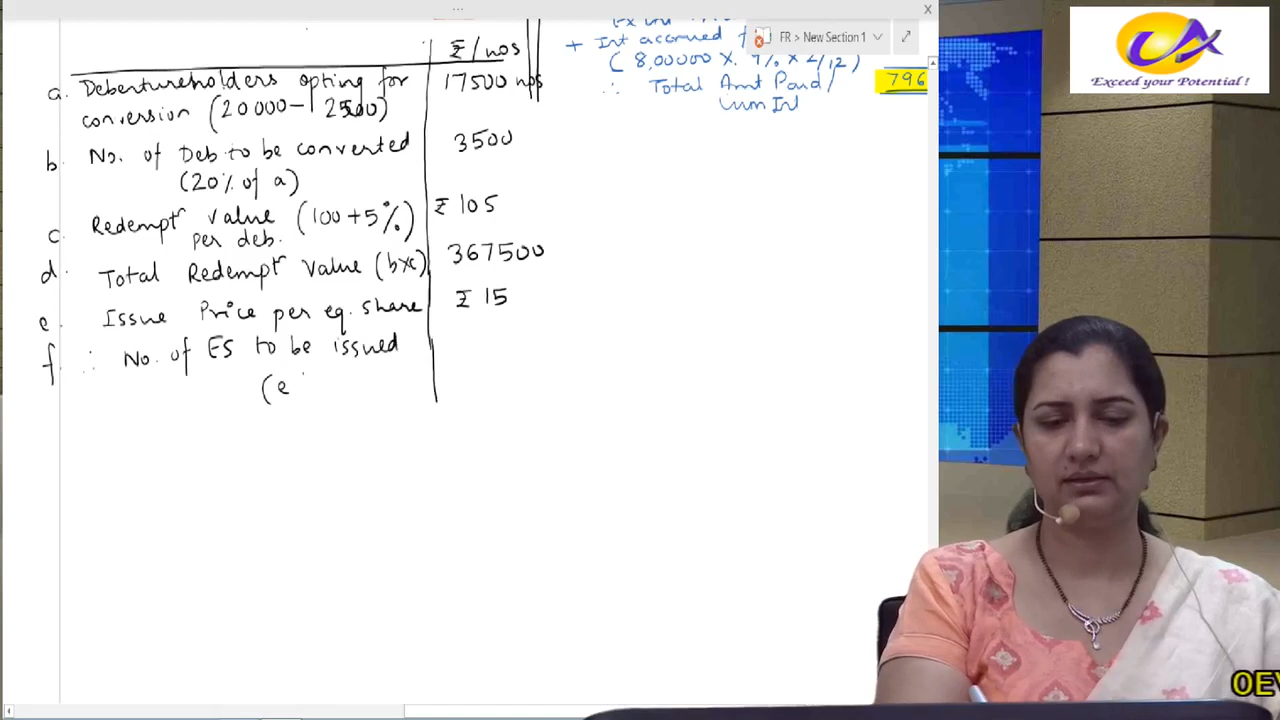 ...
FR > New Section 1
₹/nos
a. Debentureholders opting for 17500 nos
conversion (20000 – 2500)
b. No. of Deb to be converted 3500
(20% of a)
c. Redemptn value (100+5%) ₹105
per deb.
d. Total Redemptn Value (b×c) 367500
e. Issue Price per eq. share ₹15
f. ∴ No. of ES to be issued
(e
+ Int accrued
(8,00000 X. 7% × 2/12)
∴ Total Amt Paid/
Cum Int
796
Exceed your Potential !